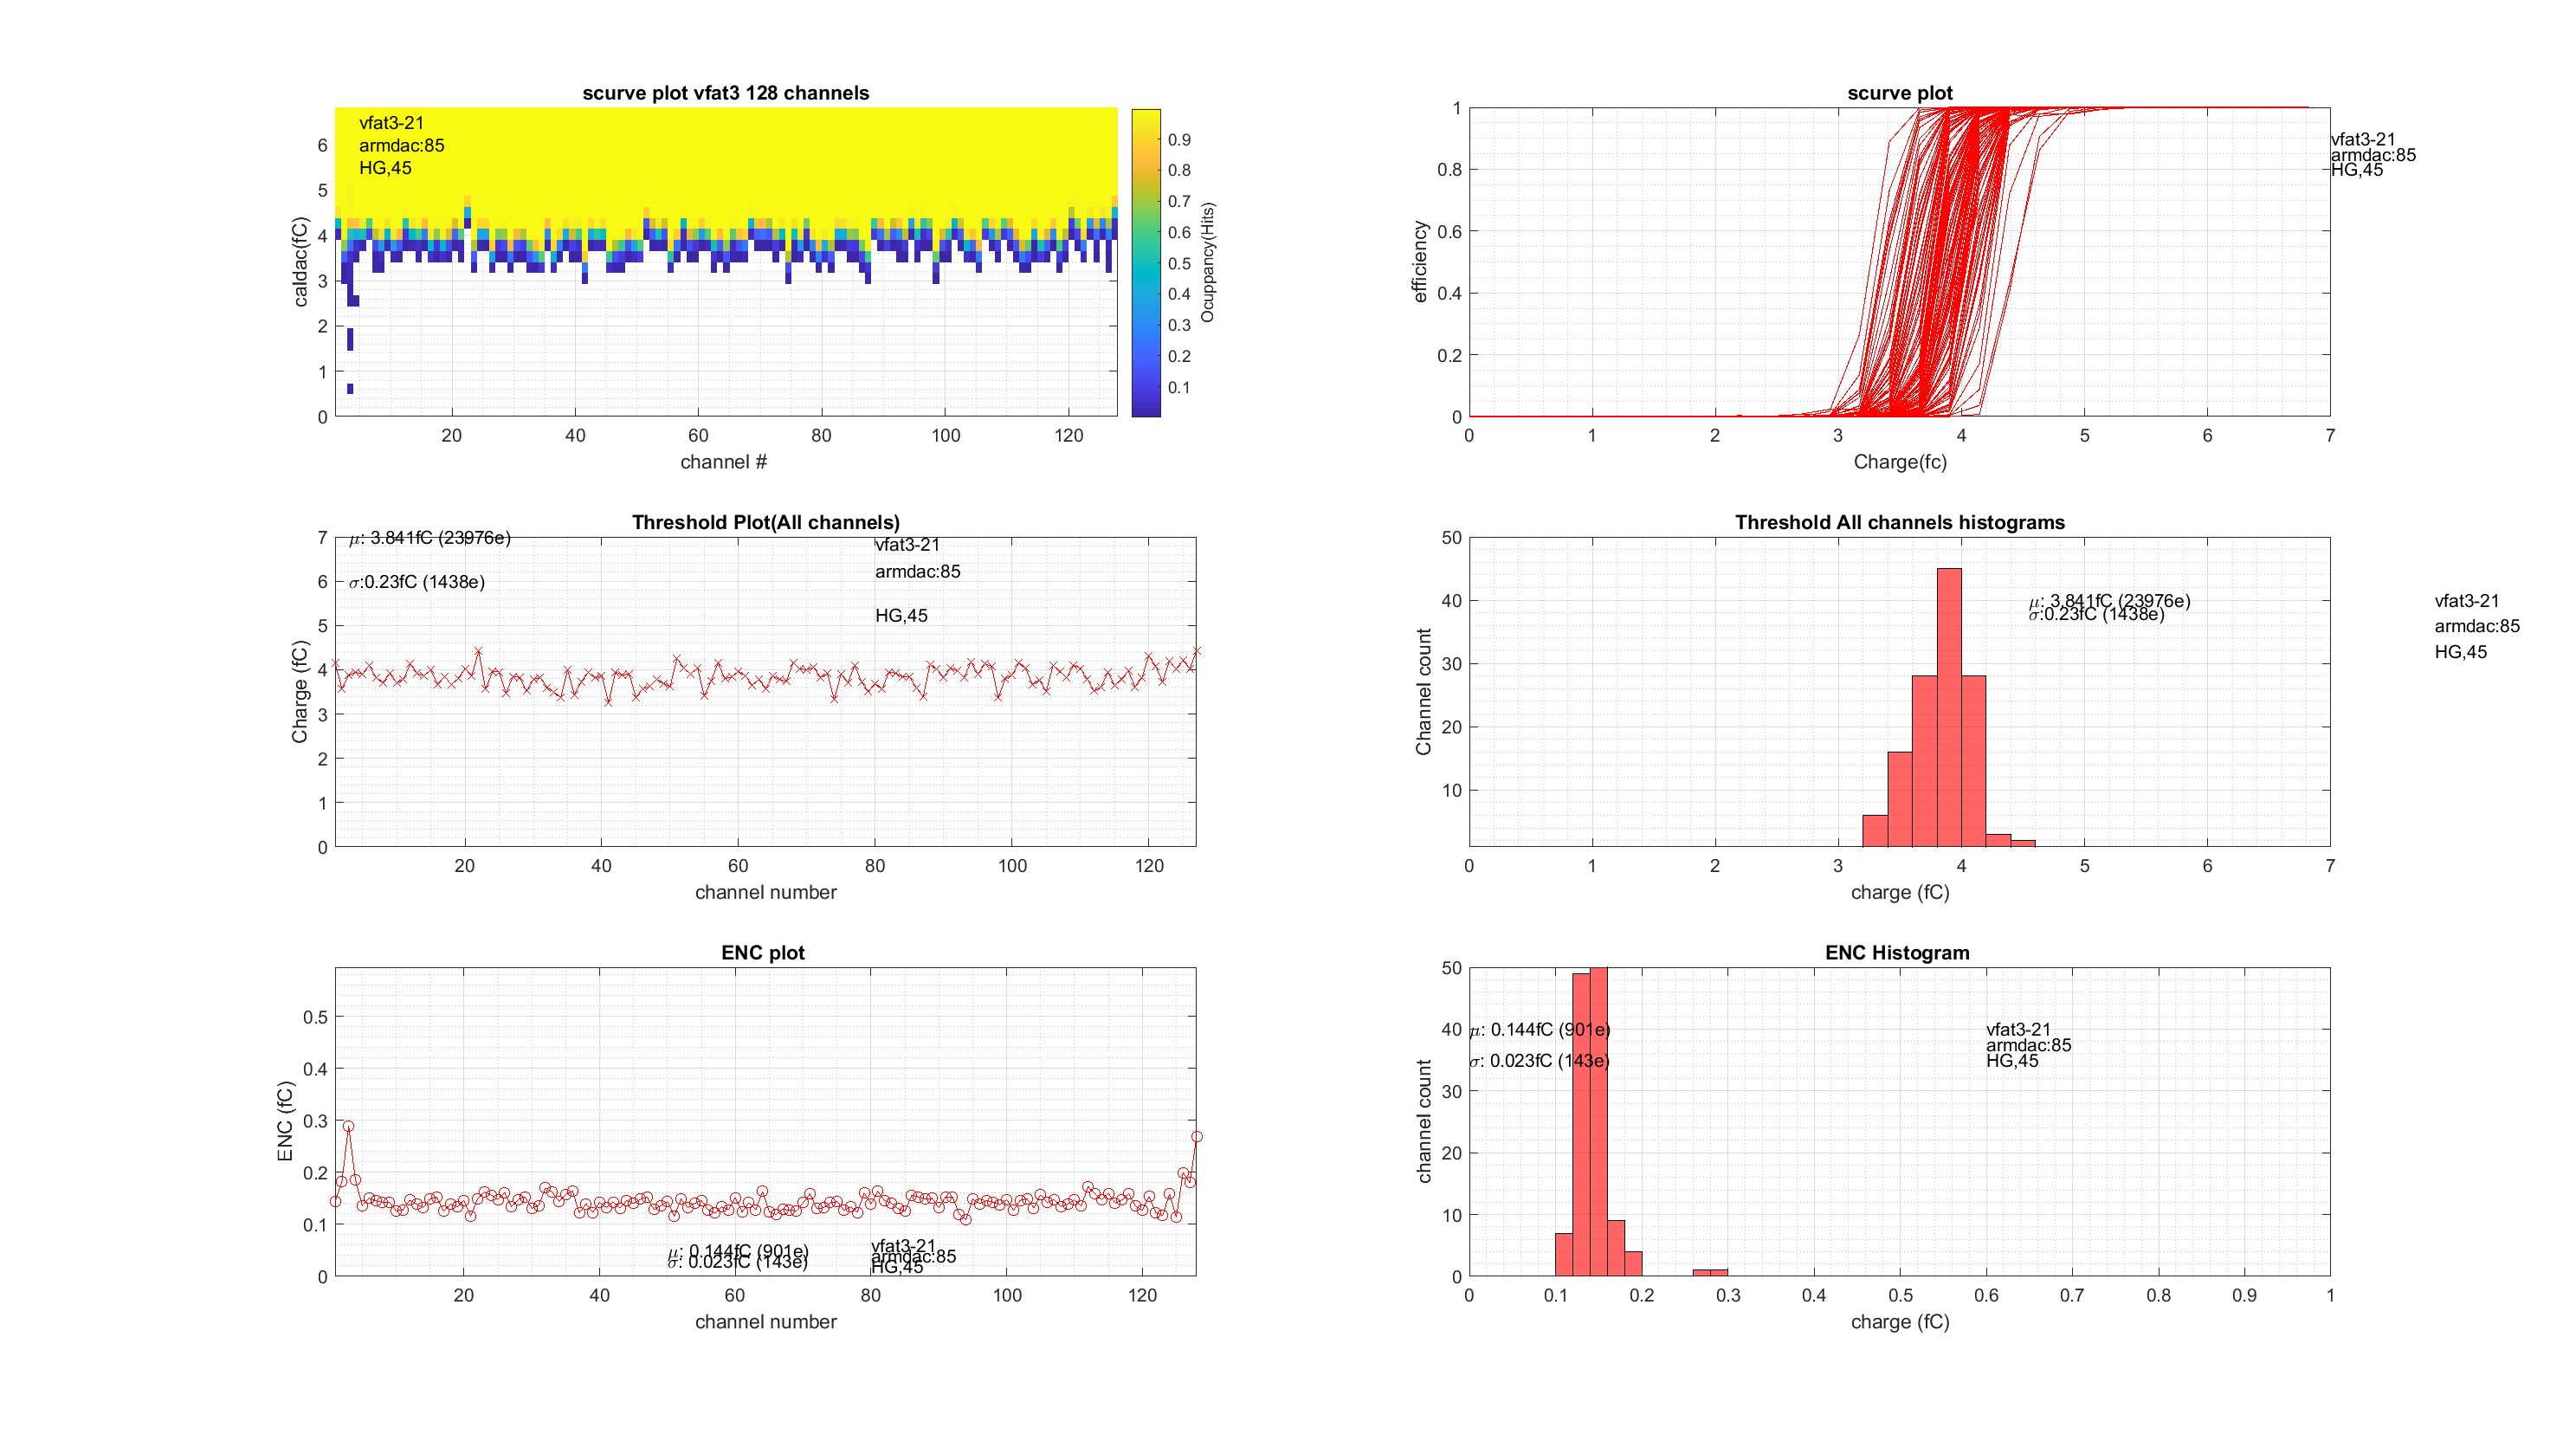 scurve plot vfat3 128 channels
vfat3-21
armdac:85
HG,45
caldac(fC)
6
5
4
3
2
1
0
20
40
60
80
100
120
channel #
0.9
0.8
0.7
0.6
0.5
0.4
0.3
0.2
0.1
Ocuppancy(Hits)
scurve plot
vfat3-21
armdac:85
HG,45
efficiency
1
0.8
0.6
0.4
0.2
0
0
1
2
3
4
5
6
7
Charge(fc)
Threshold Plot(All channels)
μ: 3.841fC (23976e)
σ:0.23fC (1438e)
vfat3-21
armdac:85
HG,45
Charge (fC)
7
6
5
4
3
2
1
0
20
40
60
80
100
120
channel number
Threshold All channels histograms
μ: 3.841fC (23976e)
σ:0.23fC (1438e)
vfat3-21
armdac:85
HG,45
Channel count
50
40
30
20
10
0
1
2
3
4
5
6
7
charge (fC)
ENC plot
ENC (fC)
0.5
0.4
0.3
0.2
0.1
0
μ: 0.144fC (901e)
σ: 0.023fC (143e)
vfat3-21
armdac:85
HG,45
20
40
60
80
100
120
channel number
ENC Histogram
μ: 0.144fC (901e)
σ: 0.023fC (143e)
vfat3-21
armdac:85
HG,45
channel count
50
40
30
20
10
0
0
0.1
0.2
0.3
0.4
0.5
0.6
0.7
0.8
0.9
1
charge (fC)